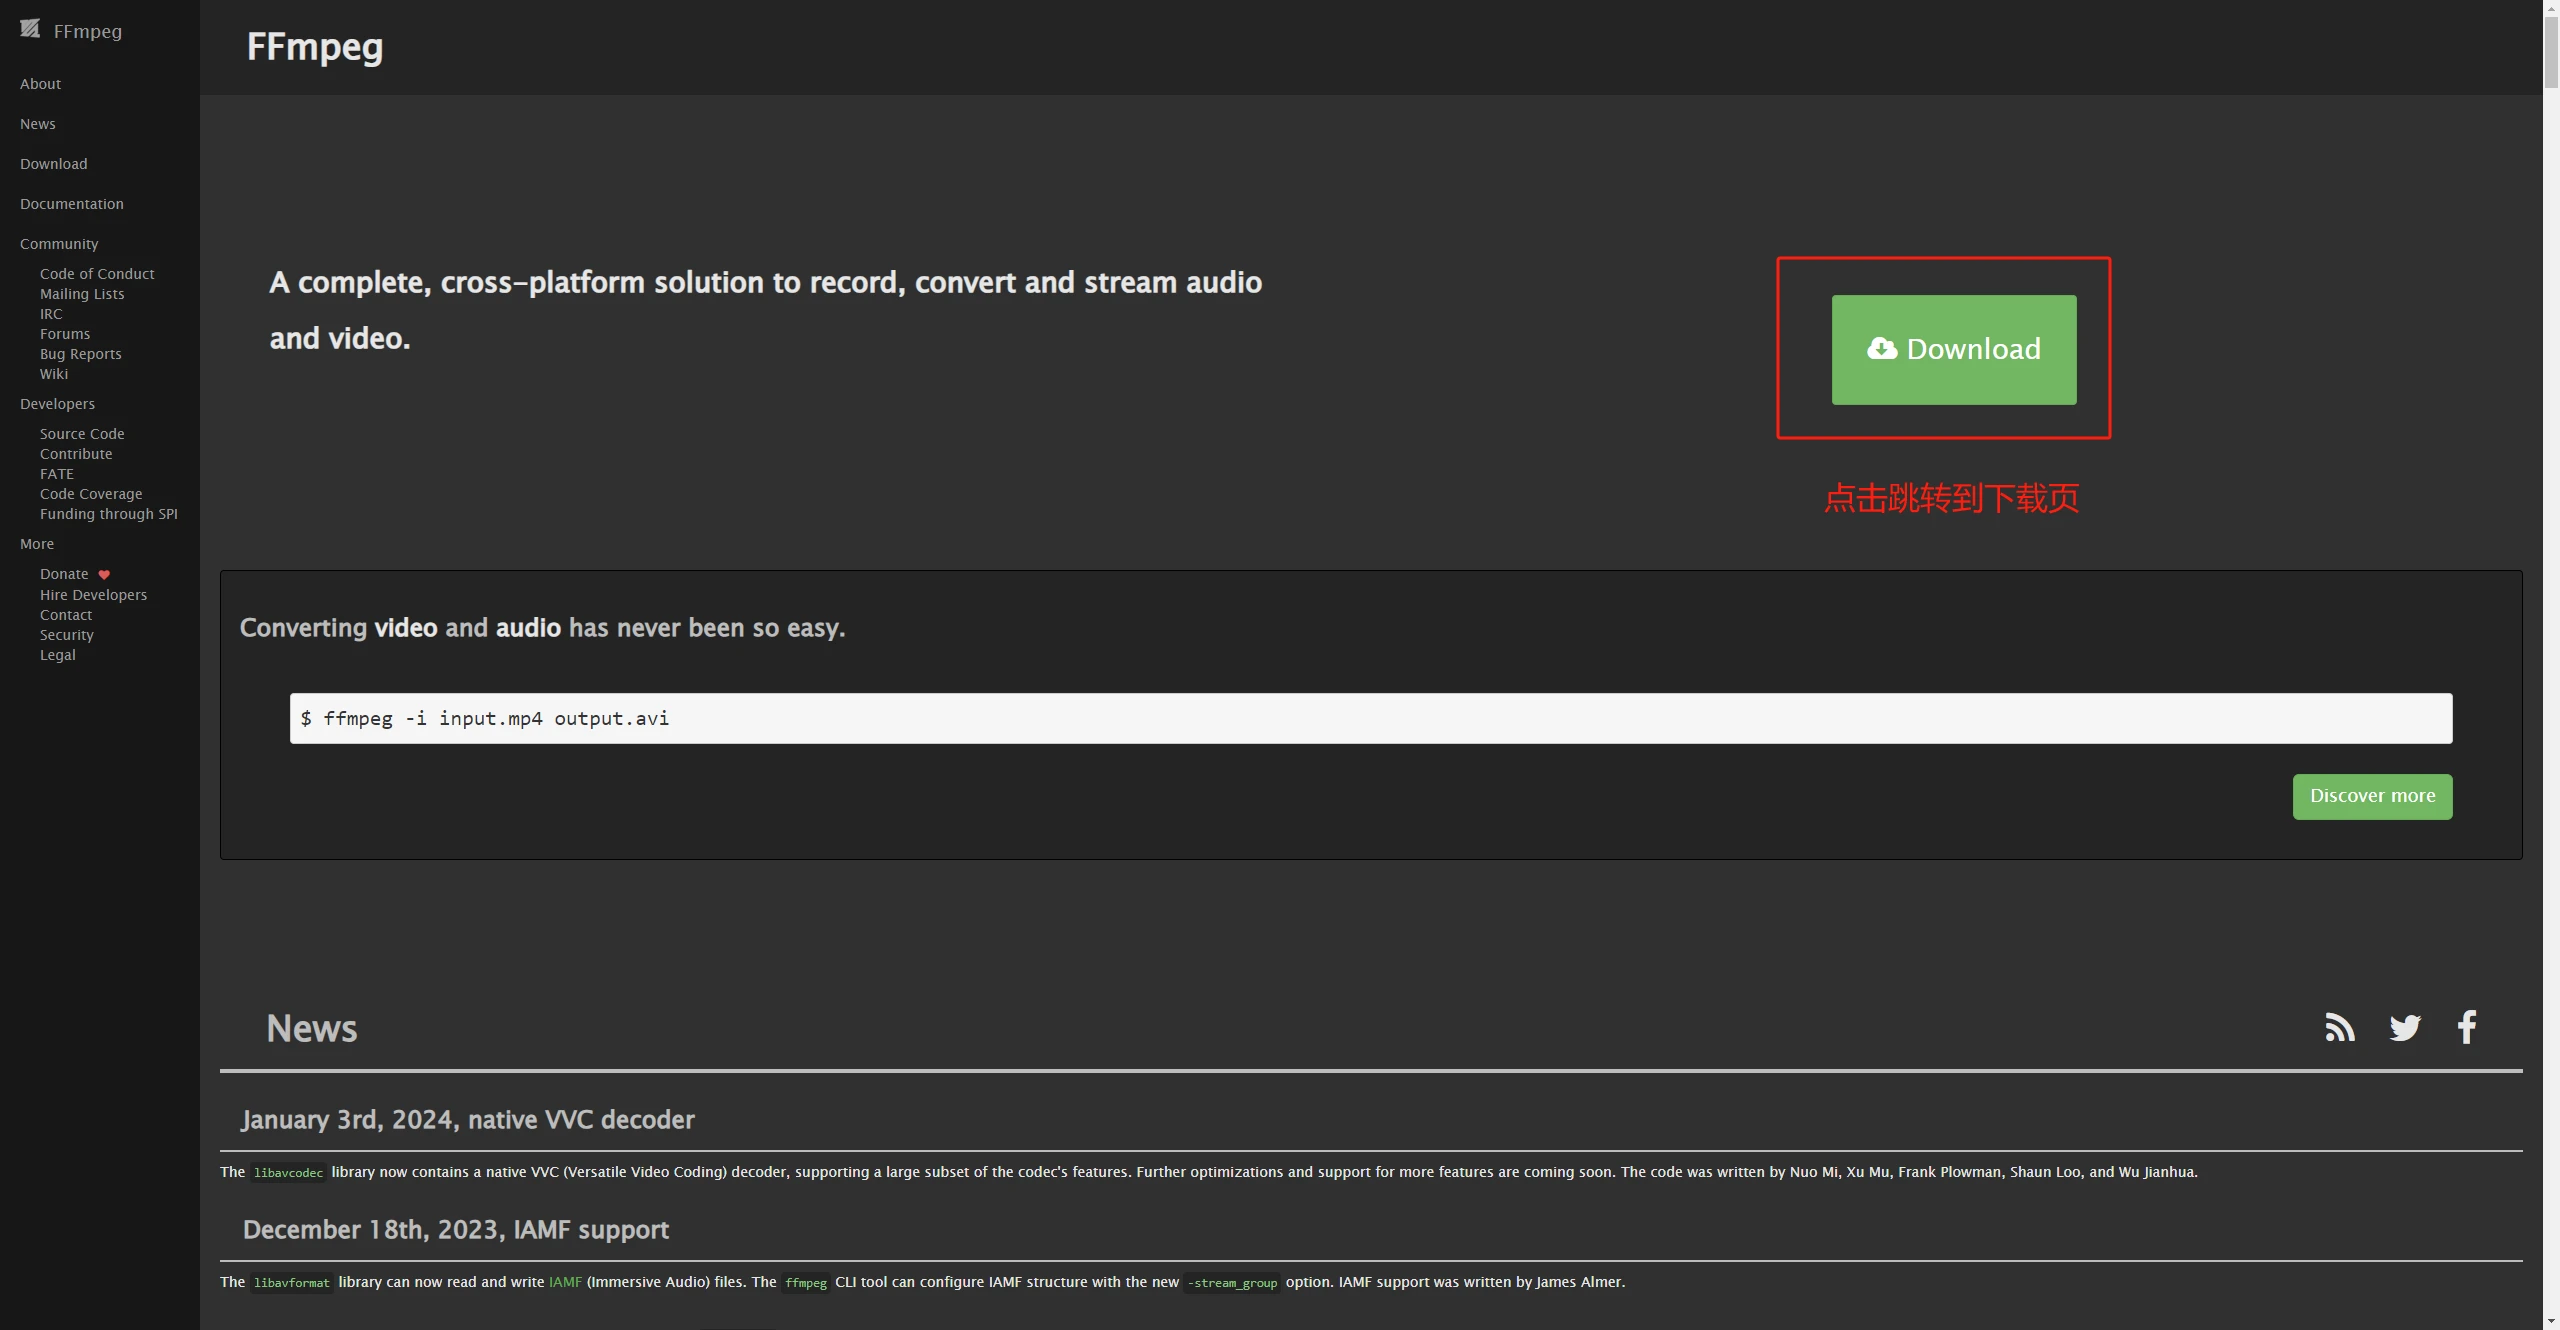 FFmpeg
About
News
Download
Documentation
Community
Code of Conduct
Mailing Lists
IRC
Forums
Bug Reports
Wiki
Developers
Source Code
Contribute
FATE
Code Coverage
Funding through SPI
More
Donate
Hire Developers
Contact
Security
Legal
FFmpeg
A complete, cross-platform solution to record, convert and stream audio
and video.
Download
点击跳转到下载页
Converting video and audio has never been so easy.
$ ffmpeg -i input.mp4 output.avi
Discover more
News
January 3rd, 2024, native VVC decoder
The libavcodec library now contains a native VVC (Versatile Video Coding) decoder, supporting a large subset of the codec's features. Further optimizations and support for more features are coming soon. The code was written by Nuo Mi, Xu Mu, Frank Plowman, Shaun Loo, and Wu Jianhua.
December 18th, 2023, IAMF support
The libavformat library can now read and write IAMF (Immersive Audio) files. The ffmpeg CLI tool can configure IAMF structure with the new -stream_group option. IAMF support was written by James Almer.